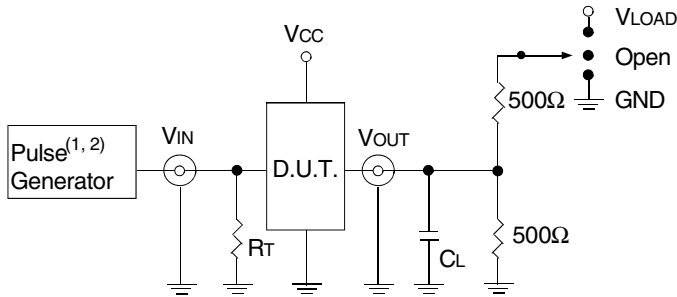 VLOAD
VCC
Open
500Ω
GND
VIN
VOUT
Pulse(1, 2)
Generator
D.U.T.
RT
CL
500Ω